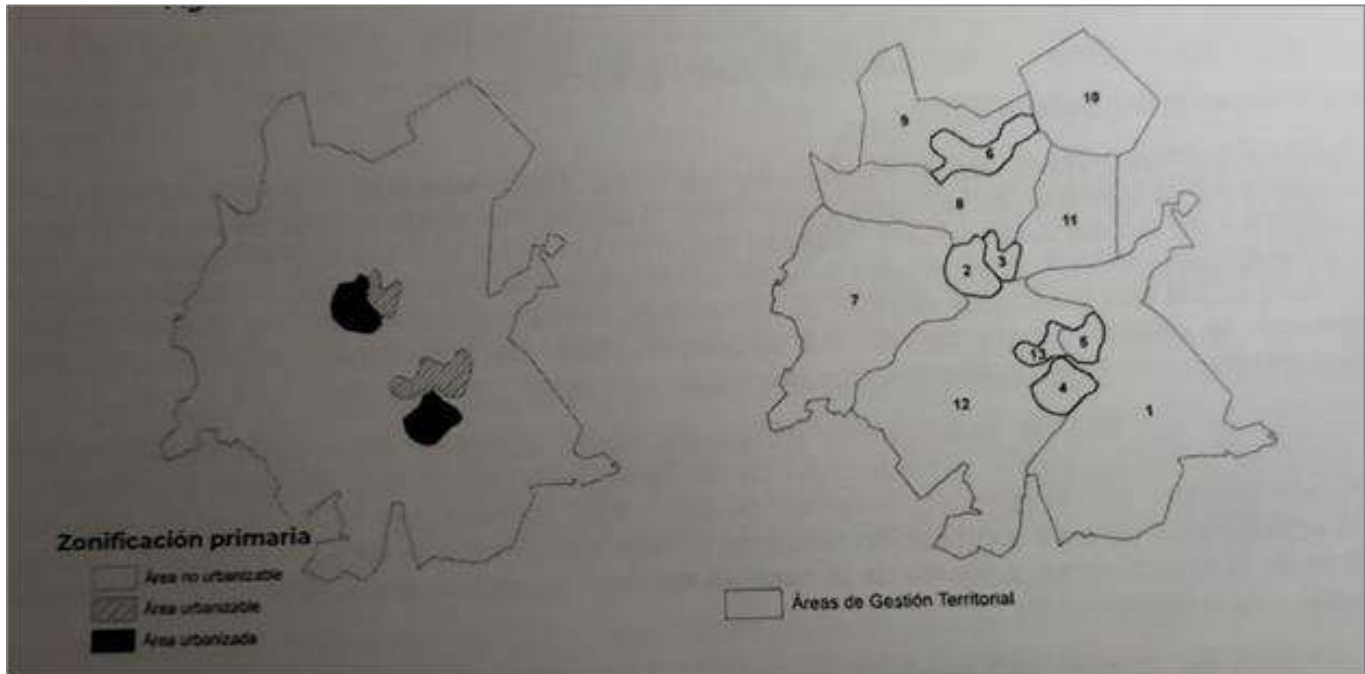 10
9
6
8
11
2
3
7
5
13
4
12
1
Zonificación primaria
Área no urbanizable
Área urbanizable
Área urbanizada
Áreas de Gestión Territorial